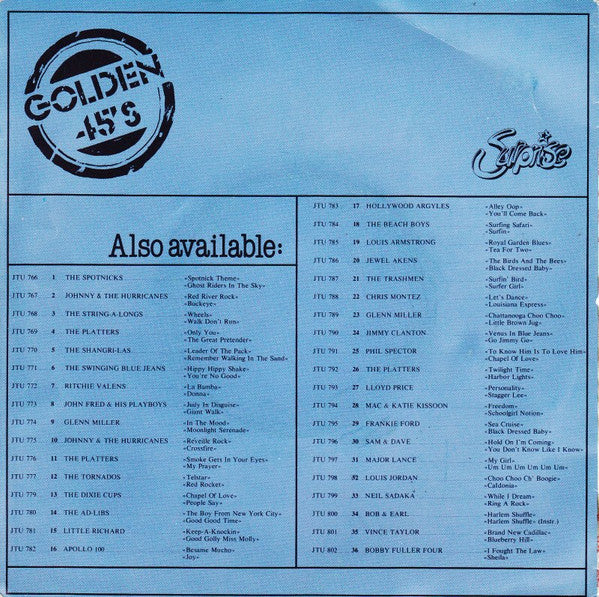 GOLDEN
45'S
Surprise
Also available:
JTU 766 1 THE SPOTNICKS «Spotnick Theme»
«Ghost Riders In The Sky»
JTU 767 2 JOHNNY & THE HURRICANES «Red River Rock»
«Buckeye»
JTU 768 3 THE STRING-A-LONGS «Wheels»
«Walk Don't Run»
JTU 769 4 THE PLATTERS «Only You»
«The Great Pretender»
JTU 770 5 THE SHANGRI-LAS «Leader Of The Pack»
«Remember Walking In The Sand»
JTU 771 6 THE SWINGING BLUE JEANS «Hippy Hippy Shake»
«You're No Good»
JTU 772 7 RITCHIE VALENS «La Bamba»
«Donna»
JTU 773 8 JOHN FRED & HIS PLAYBOYS «Judy In Disguise»
«Giant Walk»
JTU 774 9 GLENN MILLER «In The Mood»
«Moonlight Serenade»
JTU 775 10 JOHNNY & THE HURRICANES «Reveille Rock»
«Crossfire»
JTU 776 11 THE PLATTERS «Smoke Gets In Your Eyes»
«My Prayer»
JTU 777 12 THE TORNADOS «Telstar»
«Red Rocket»
JTU 779 13 THE DIXIE CUPS «Chapel Of Love»
«People Say»
JTU 780 14 THE AD-LIBS «The Boy From New York City»
«Good Good Time»
JTU 781 15 LITTLE RICHARD «Keep-A-Knockin»
«Good Golly Miss Molly»
JTU 782 16 APOLLO 100 «Besame Mucho»
«Joy»
JTU 783 17 HOLLYWOOD ARGYLES «Alley Oop»
«You'll Come Back»
JTU 784 18 THE BEACH BOYS «Surfing Safari»
«Surfin»
JTU 785 19 LOUIS ARMSTRONG «Royal Garden Blues»
«Tea For Two»
JTU 786 20 JEWEL AKENS «The Birds And The Bees»
«Black Dressed Baby»
JTU 787 21 THE TRASHMEN «Surfin' Bird»
«Surfer Girl»
JTU 788 22 CHRIS MONTEZ «Let's Dance»
«Louisiana Express»
JTU 789 23 GLENN MILLER «Chattanooga Choo Choo»
«Little Brown Jug»
JTU 790 24 JIMMY CLANTON «Venus In Blue Jeans»
«Go Jimmy Go»
JTU 791 25 PHIL SPECTOR «To Know Him Is To Love Him»
«Chapel Of Love»
JTU 792 26 THE PLATTERS «Twilight Time»
«Harbor Lights»
JTU 793 27 LLOYD PRICE «Personality»
«Stagger Lee»
JTU 794 28 MAC & KATIE KISSOON «Freedom»
«Schoolgirl Notion»
JTU 795 29 FRANKIE FORD «Sea Cruise»
«Black Dressed Baby»
JTU 796 30 SAM & DAVE «Hold On I'm Coming»
«You Don't Know Like I Know»
JTU 797 31 MAJOR LANCE «My Girl»
«Um Um Um Um Um Um»
JTU 798 52 LOUIS JORDAN «Choo Choo Ch' Boogie»
«Caldonia»
JTU 799 33 NEIL SADAKA «While I Dream»
«Ring A Rock»
JTU 800 34 BOB & EARL «Harlem Shuffle»
«Harlem Shuffle» (Instr.)
JTU 801 35 VINCE TAYLOR «Brand New Cadillac»
«Blueberry Hill»
JTU 802 36 BOBBY FULLER FOUR «I Fought The Law»
«Sheila»